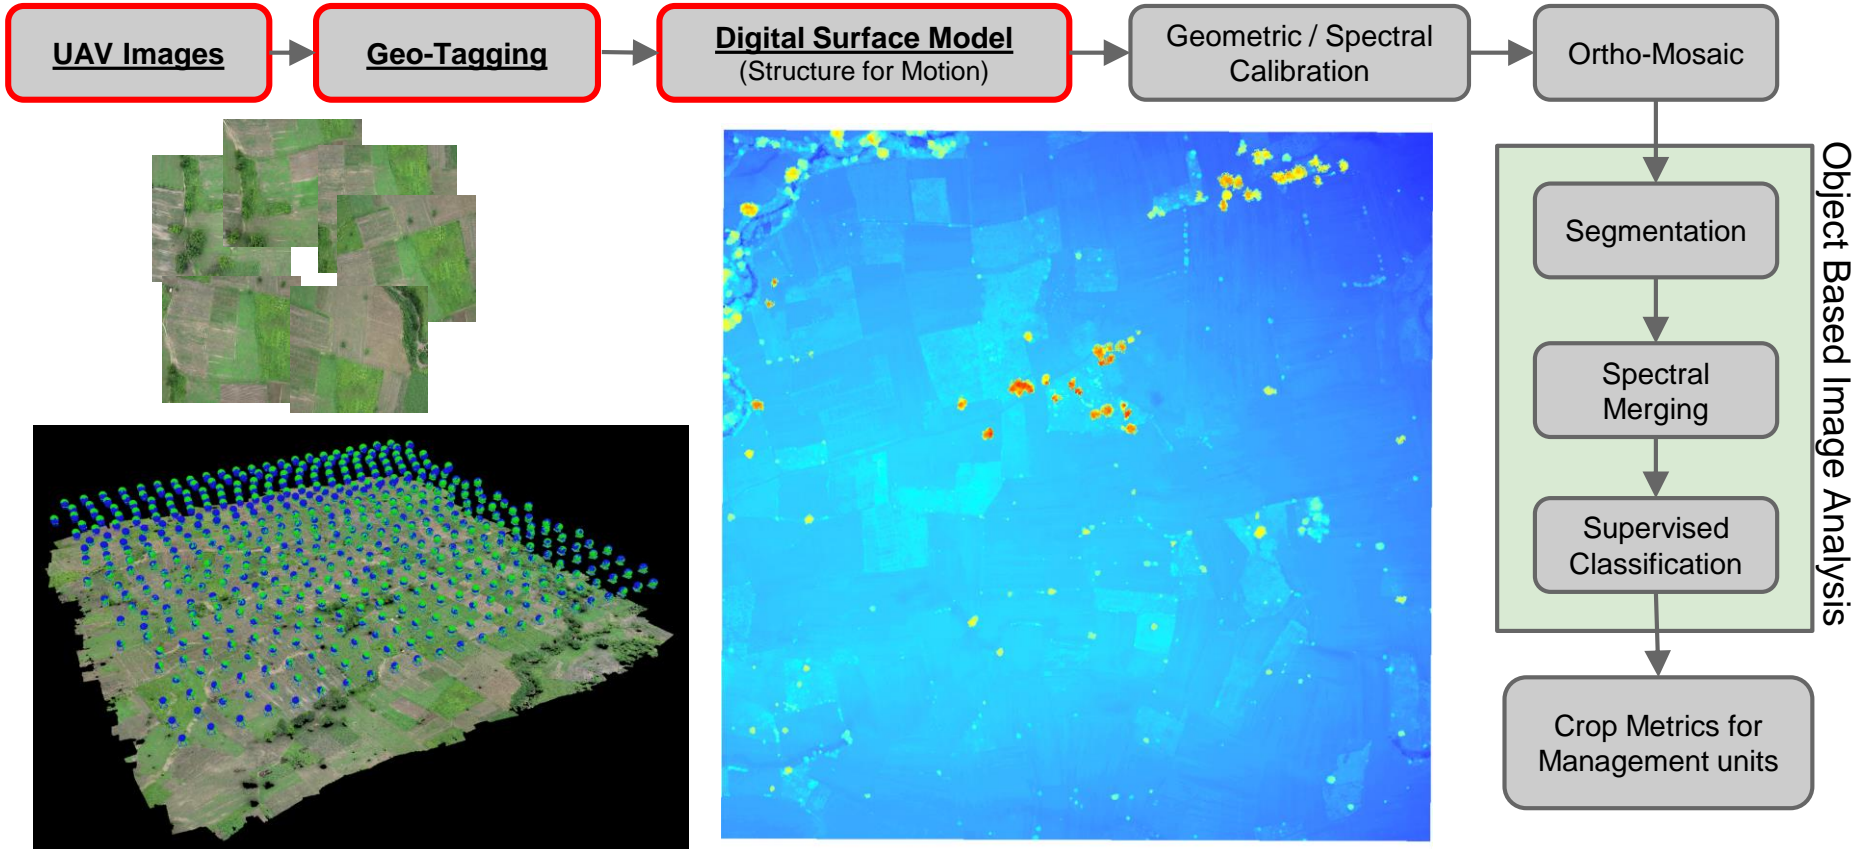 UAV Images
Geo-Tagging
Digital Surface Model
(Structure for Motion)
Geometric / Spectral
Calibration
Ortho-Mosaic
Object Based Image Analysis
Segmentation
Spectral
Merging
Supervised
Classification
Crop Metrics for
Management units